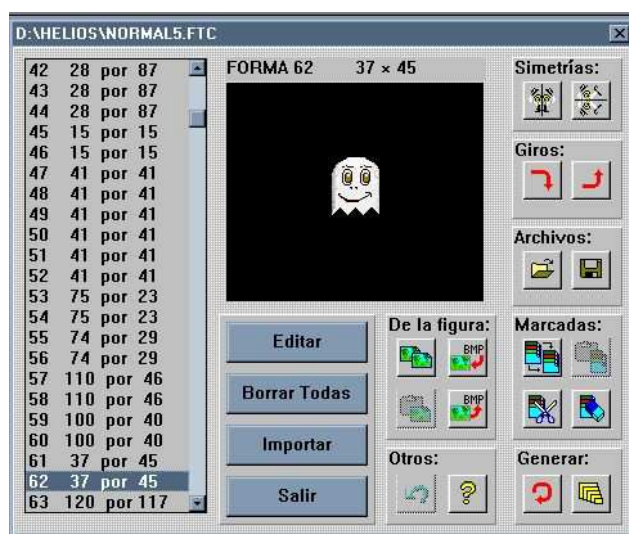 D:\HELIOS\NORMAL5.FTC
42 28 por 87
43 28 por 87
44 28 por 87
45 15 por 15
46 15 por 15
47 41 por 41
48 41 por 41
49 41 por 41
50 41 por 41
51 41 por 41
52 41 por 41
53 75 por 23
54 75 por 23
55 74 por 29
56 74 por 29
57 110 por 46
58 110 por 46
59 100 por 40
60 100 por 40
61 37 por 45
62 37 por 45
63 120 por 117
FORMA 62 37 × 45
Editar
Borrar Todas
Importar
Salir
De la figura:
BMP
BMP
Otros:
?
Simetrías:
Giros:
Archivos:
Marcadas:
Generar: